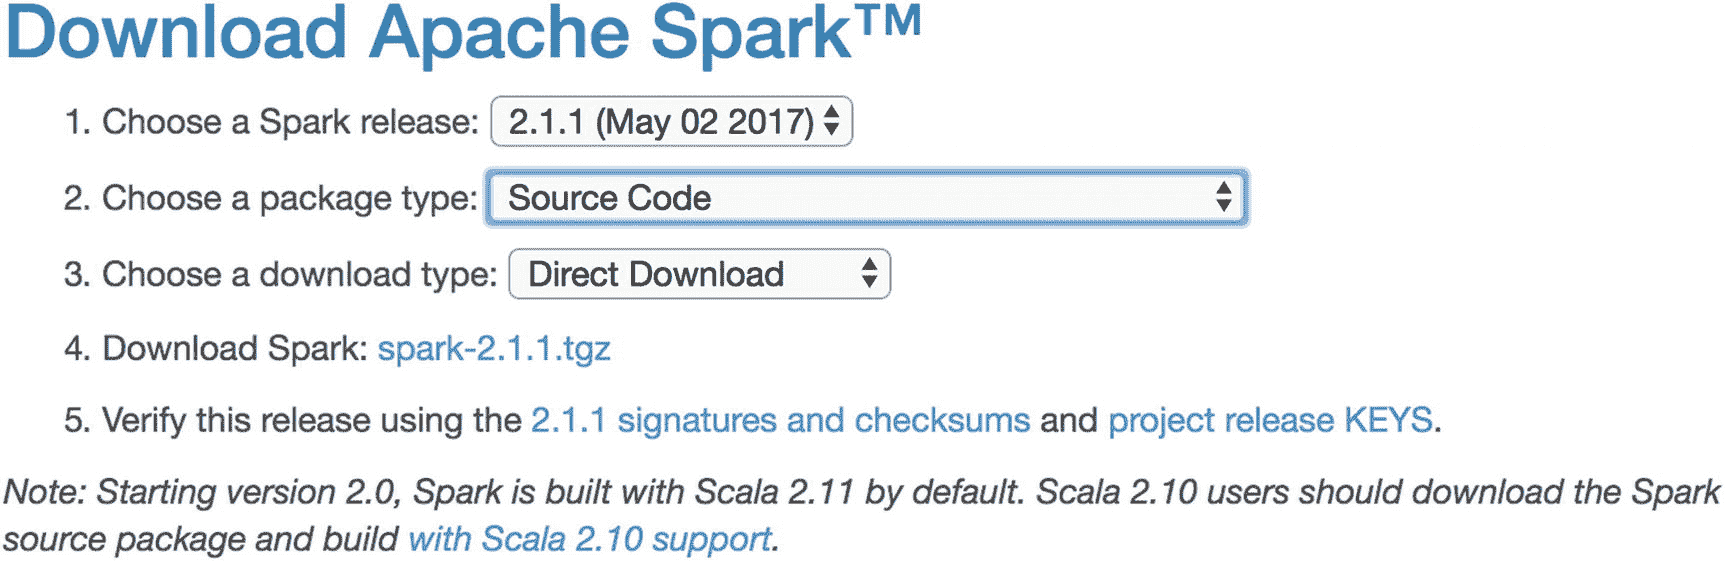 Download Apache Spark™
1. Choose a Spark release: 2.1.1 (May 02 2017)
2. Choose a package type: Source Code
3. Choose a download type: Direct Download
4. Download Spark: spark-2.1.1.tgz
5. Verify this release using the 2.1.1 signatures and checksums and project release KEYS.
Note: Starting version 2.0, Spark is built with Scala 2.11 by default. Scala 2.10 users should download the Spark
source package and build with Scala 2.10 support.